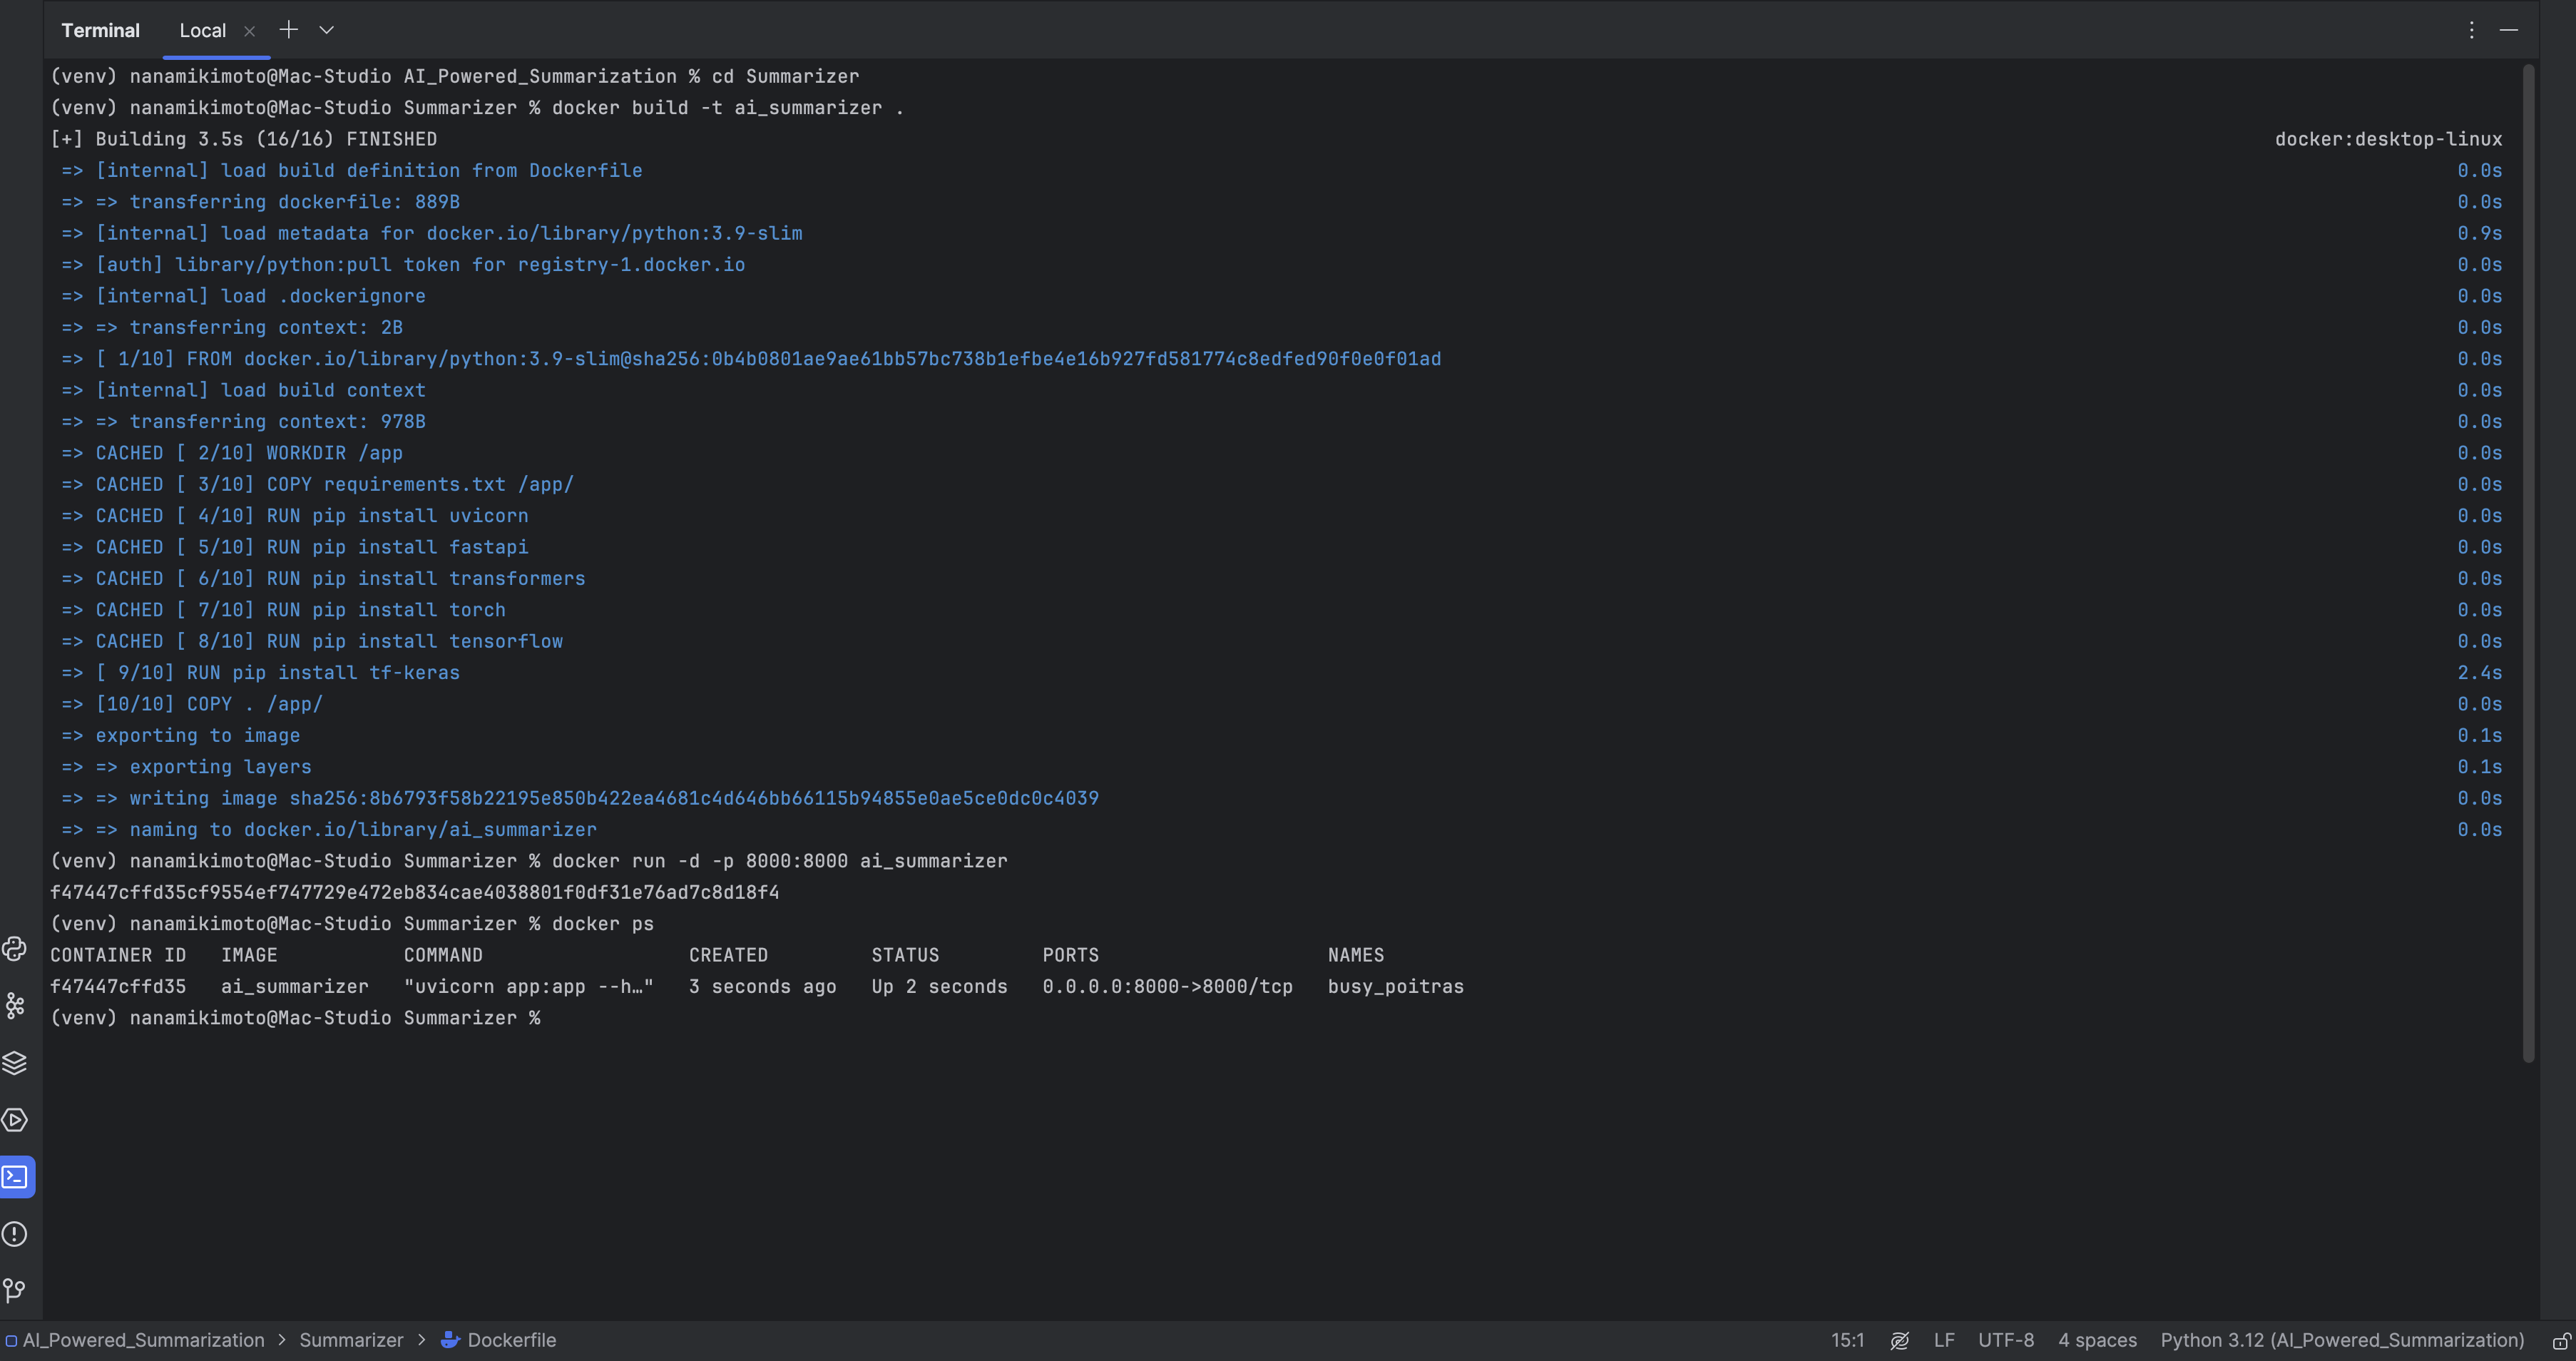 Terminal Local
(venv) nanamikimoto@Mac-Studio AI_Powered_Summarization % cd Summarizer
(venv) nanamikimoto@Mac-Studio Summarizer % docker build -t ai_summarizer .
[+] Building 3.5s (16/16) FINISHED docker:desktop-linux
=> [internal] load build definition from Dockerfile 0.0s
=> => transferring dockerfile: 889B 0.0s
=> [internal] load metadata for docker.io/library/python:3.9-slim 0.9s
=> [auth] library/python:pull token for registry-1.docker.io 0.0s
=> [internal] load .dockerignore 0.0s
=> => transferring context: 2B 0.0s
=> [ 1/10] FROM docker.io/library/python:3.9-slim@sha256:0b4b0801ae9ae61bb57bc738b1efbe4e16b927fd581774c8edfed90f0e0f01ad 0.0s
=> [internal] load build context 0.0s
=> => transferring context: 978B 0.0s
=> CACHED [ 2/10] WORKDIR /app 0.0s
=> CACHED [ 3/10] COPY requirements.txt /app/ 0.0s
=> CACHED [ 4/10] RUN pip install uvicorn 0.0s
=> CACHED [ 5/10] RUN pip install fastapi 0.0s
=> CACHED [ 6/10] RUN pip install transformers 0.0s
=> CACHED [ 7/10] RUN pip install torch 0.0s
=> CACHED [ 8/10] RUN pip install tensorflow 0.0s
=> [ 9/10] RUN pip install tf-keras 2.4s
=> [10/10] COPY . /app/ 0.0s
=> exporting to image 0.1s
=> => exporting layers 0.1s
=> => writing image sha256:8b6793f58b22195e850b422ea4681c4d646bb66115b94855e0ae5ce0dc0c4039 0.0s
=> => naming to docker.io/library/ai_summarizer 0.0s
(venv) nanamikimoto@Mac-Studio Summarizer % docker run -d -p 8000:8000 ai_summarizer
f47447cffd35cf9554ef747729e472eb834cae4038801f0df31e76ad7c8d18f4
(venv) nanamikimoto@Mac-Studio Summarizer % docker ps
CONTAINER ID IMAGE COMMAND CREATED STATUS PORTS NAMES
f47447cffd35 ai_summarizer "uvicorn app:app --h…" 3 seconds ago Up 2 seconds 0.0.0.0:8000->8000/tcp busy_poitras
(venv) nanamikimoto@Mac-Studio Summarizer %
AI_Powered_Summarization > Summarizer > Dockerfile 15:1 LF UTF-8 4 spaces Python 3.12 (AI_Powered_Summarization)